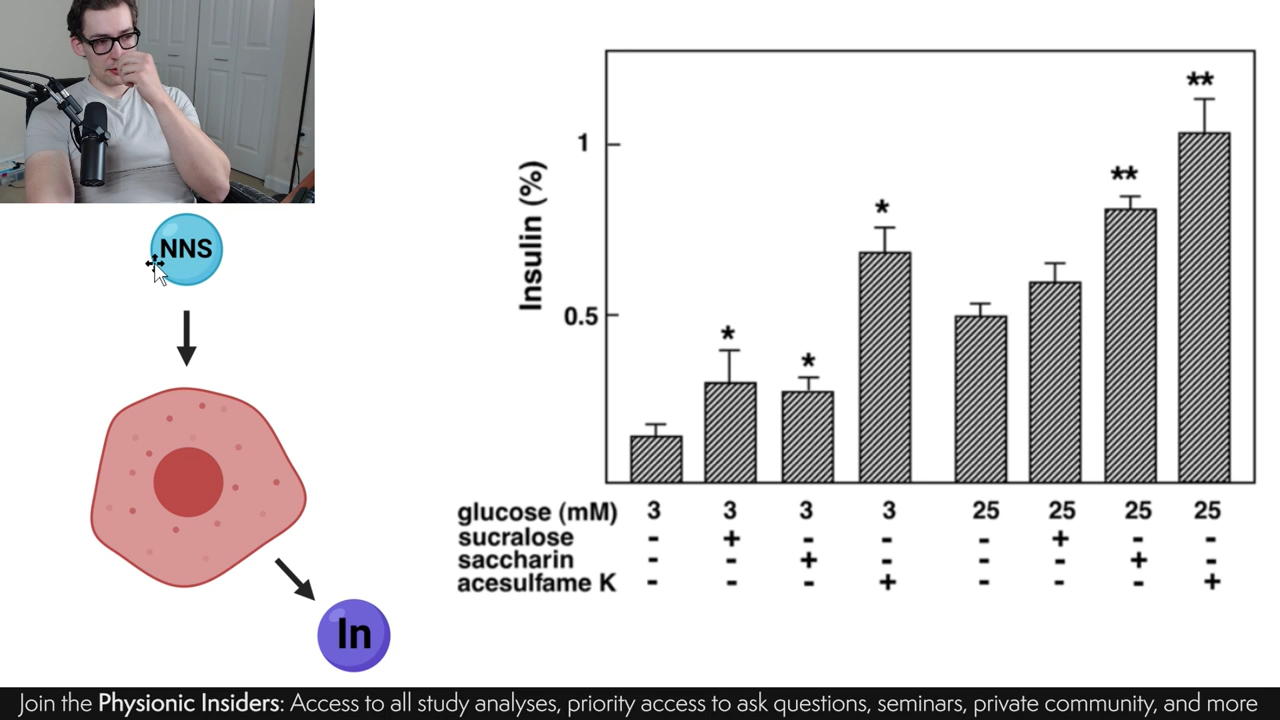 NNS
In
Insulin (%)
1
0.5
* * * ** **
glucose (mM) 3 3 3 3 25 25 25 25
sucralose - + - - - + - -
saccharin - - + - - - + -
acesulfame K - - - + - - - +
Join the Physionic Insiders: Access to all study analyses, priority access to ask questions, seminars, private community, and more